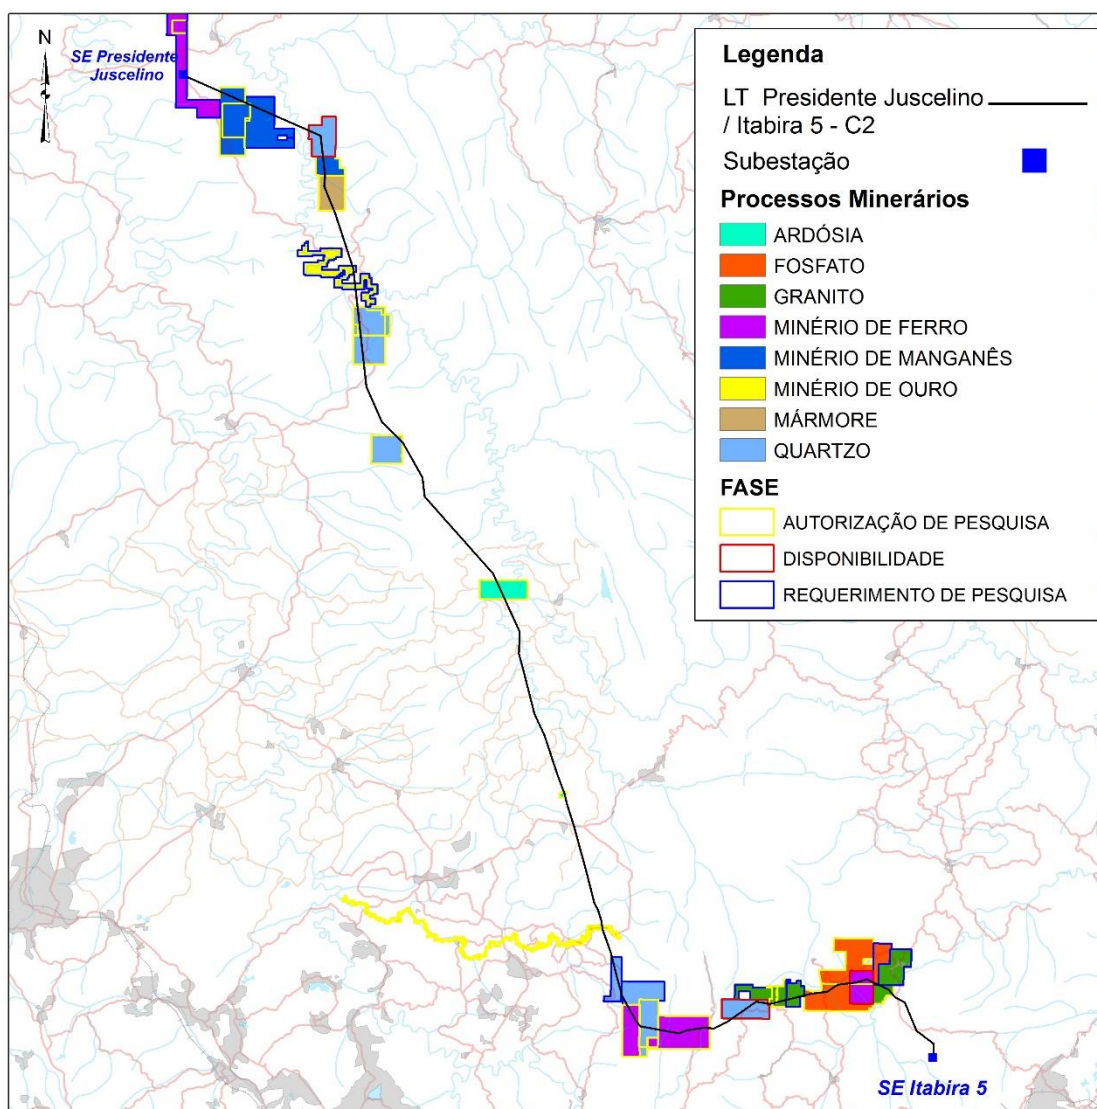 N
SE Presidente
Juscelino
Legenda
LT Presidente Juscelino
/ Itabira 5 - C2
Subestação
Processos Minerários
ARDÓSIA
FOSFATO
GRANITO
MINÉRIO DE FERRO
MINÉRIO DE MANGANÊS
MINÉRIO DE OURO
MÁRMORE
QUARTZO
FASE
AUTORIZAÇÃO DE PESQUISA
DISPONIBILIDADE
REQUERIMENTO DE PESQUISA
SE Itabira 5